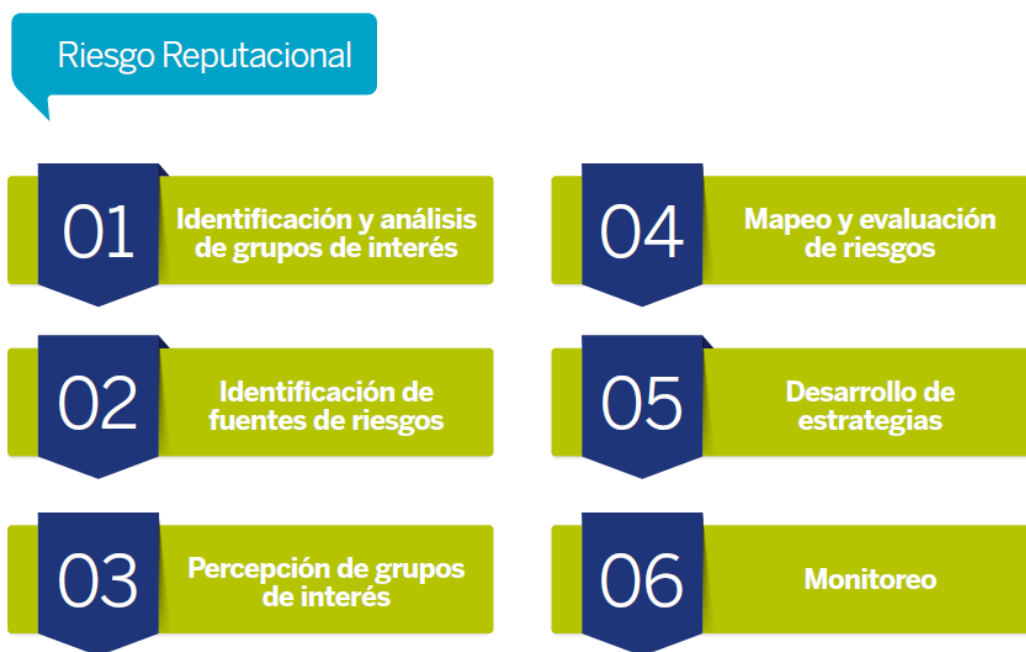 Riesgo Reputacional
01
Identificación y análisis
de grupos de interés
02
Identificación de
fuentes de riesgos
03
Percepción de grupos
de interés
04
Mapeo y evaluación
de riesgos
05
Desarrollo de
estrategias
06
Monitoreo